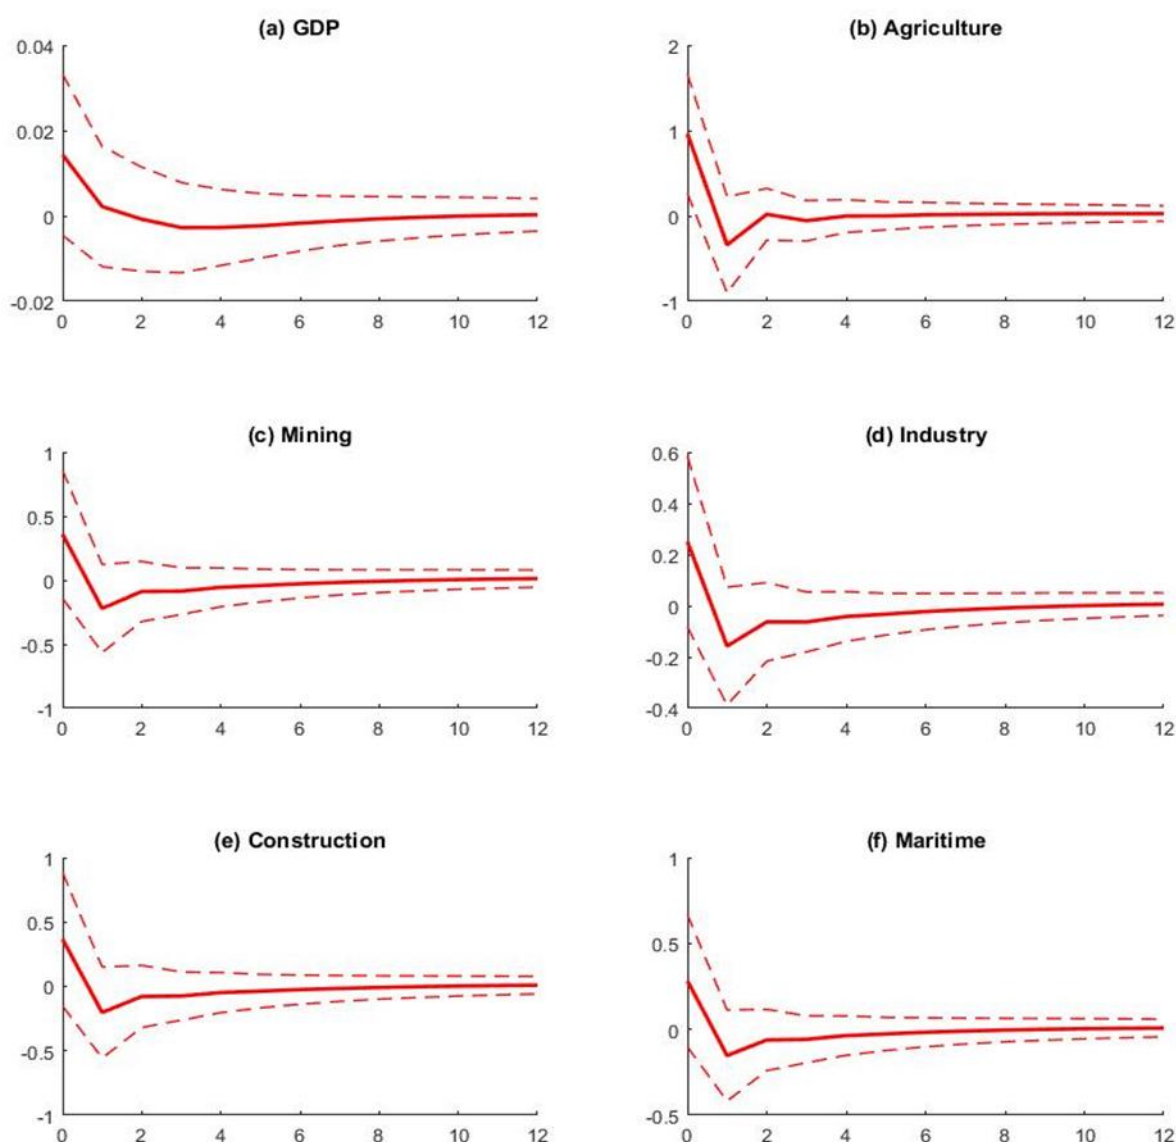 (a) GDP
0.04
0.02
0
-0.02
0 2 4 6 8 10 12
(b) Agriculture
2
1
0
-1
0 2 4 6 8 10 12
(c) Mining
1
0.5
0
-0.5
-1
0 2 4 6 8 10 12
(d) Industry
0.6
0.4
0.2
0
-0.2
-0.4
0 2 4 6 8 10 12
(e) Construction
1
0.5
0
-0.5
-1
0 2 4 6 8 10 12
(f) Maritime
1
0.5
0
-0.5
0 2 4 6 8 10 12